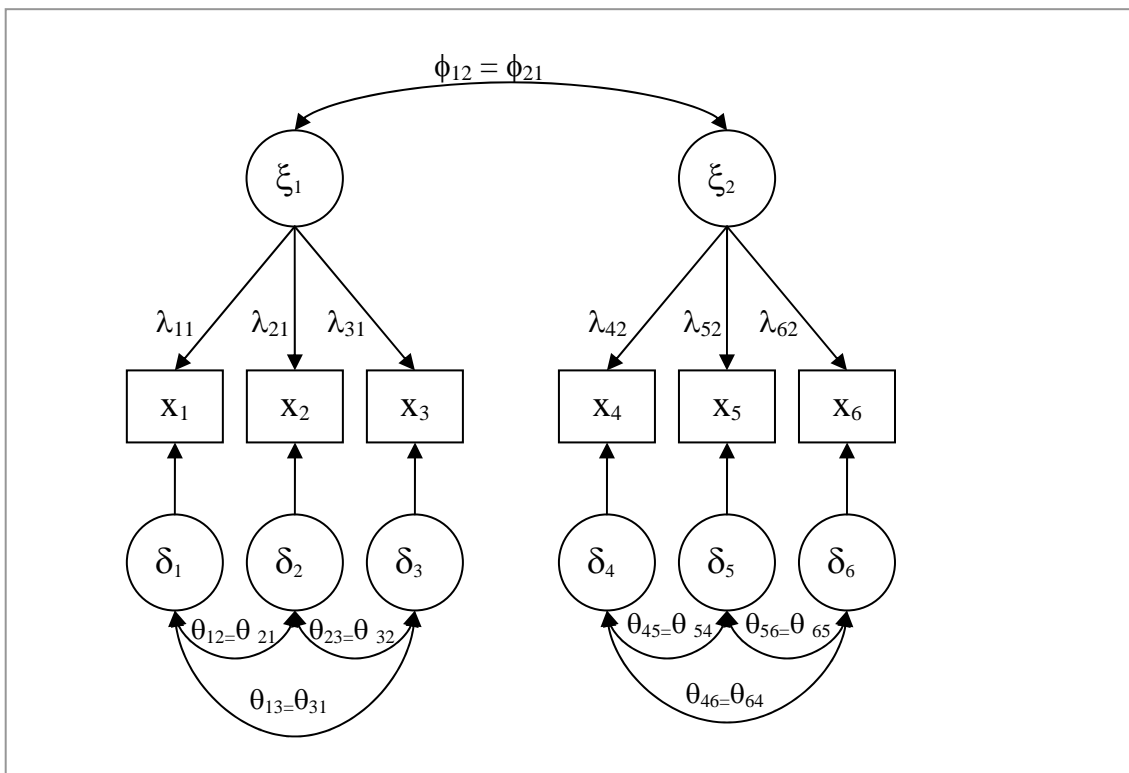 ϕ₁₂ = ϕ₂₁
ξ₁ ξ₂
λ₁₁ λ₂₁ λ₃₁ λ₄₂ λ₅₂ λ₆₂
x₁ x₂ x₃ x₄ x₅ x₆
δ₁ δ₂ δ₃ δ₄ δ₅ δ₆
θ₁₂₌θ ₂₁ θ₂₃₌θ ₃₂ θ₄₅₌θ ₅₄ θ₅₆₌θ ₆₅
θ₁₃₌θ₃₁ θ₄₆₌θ₆₄